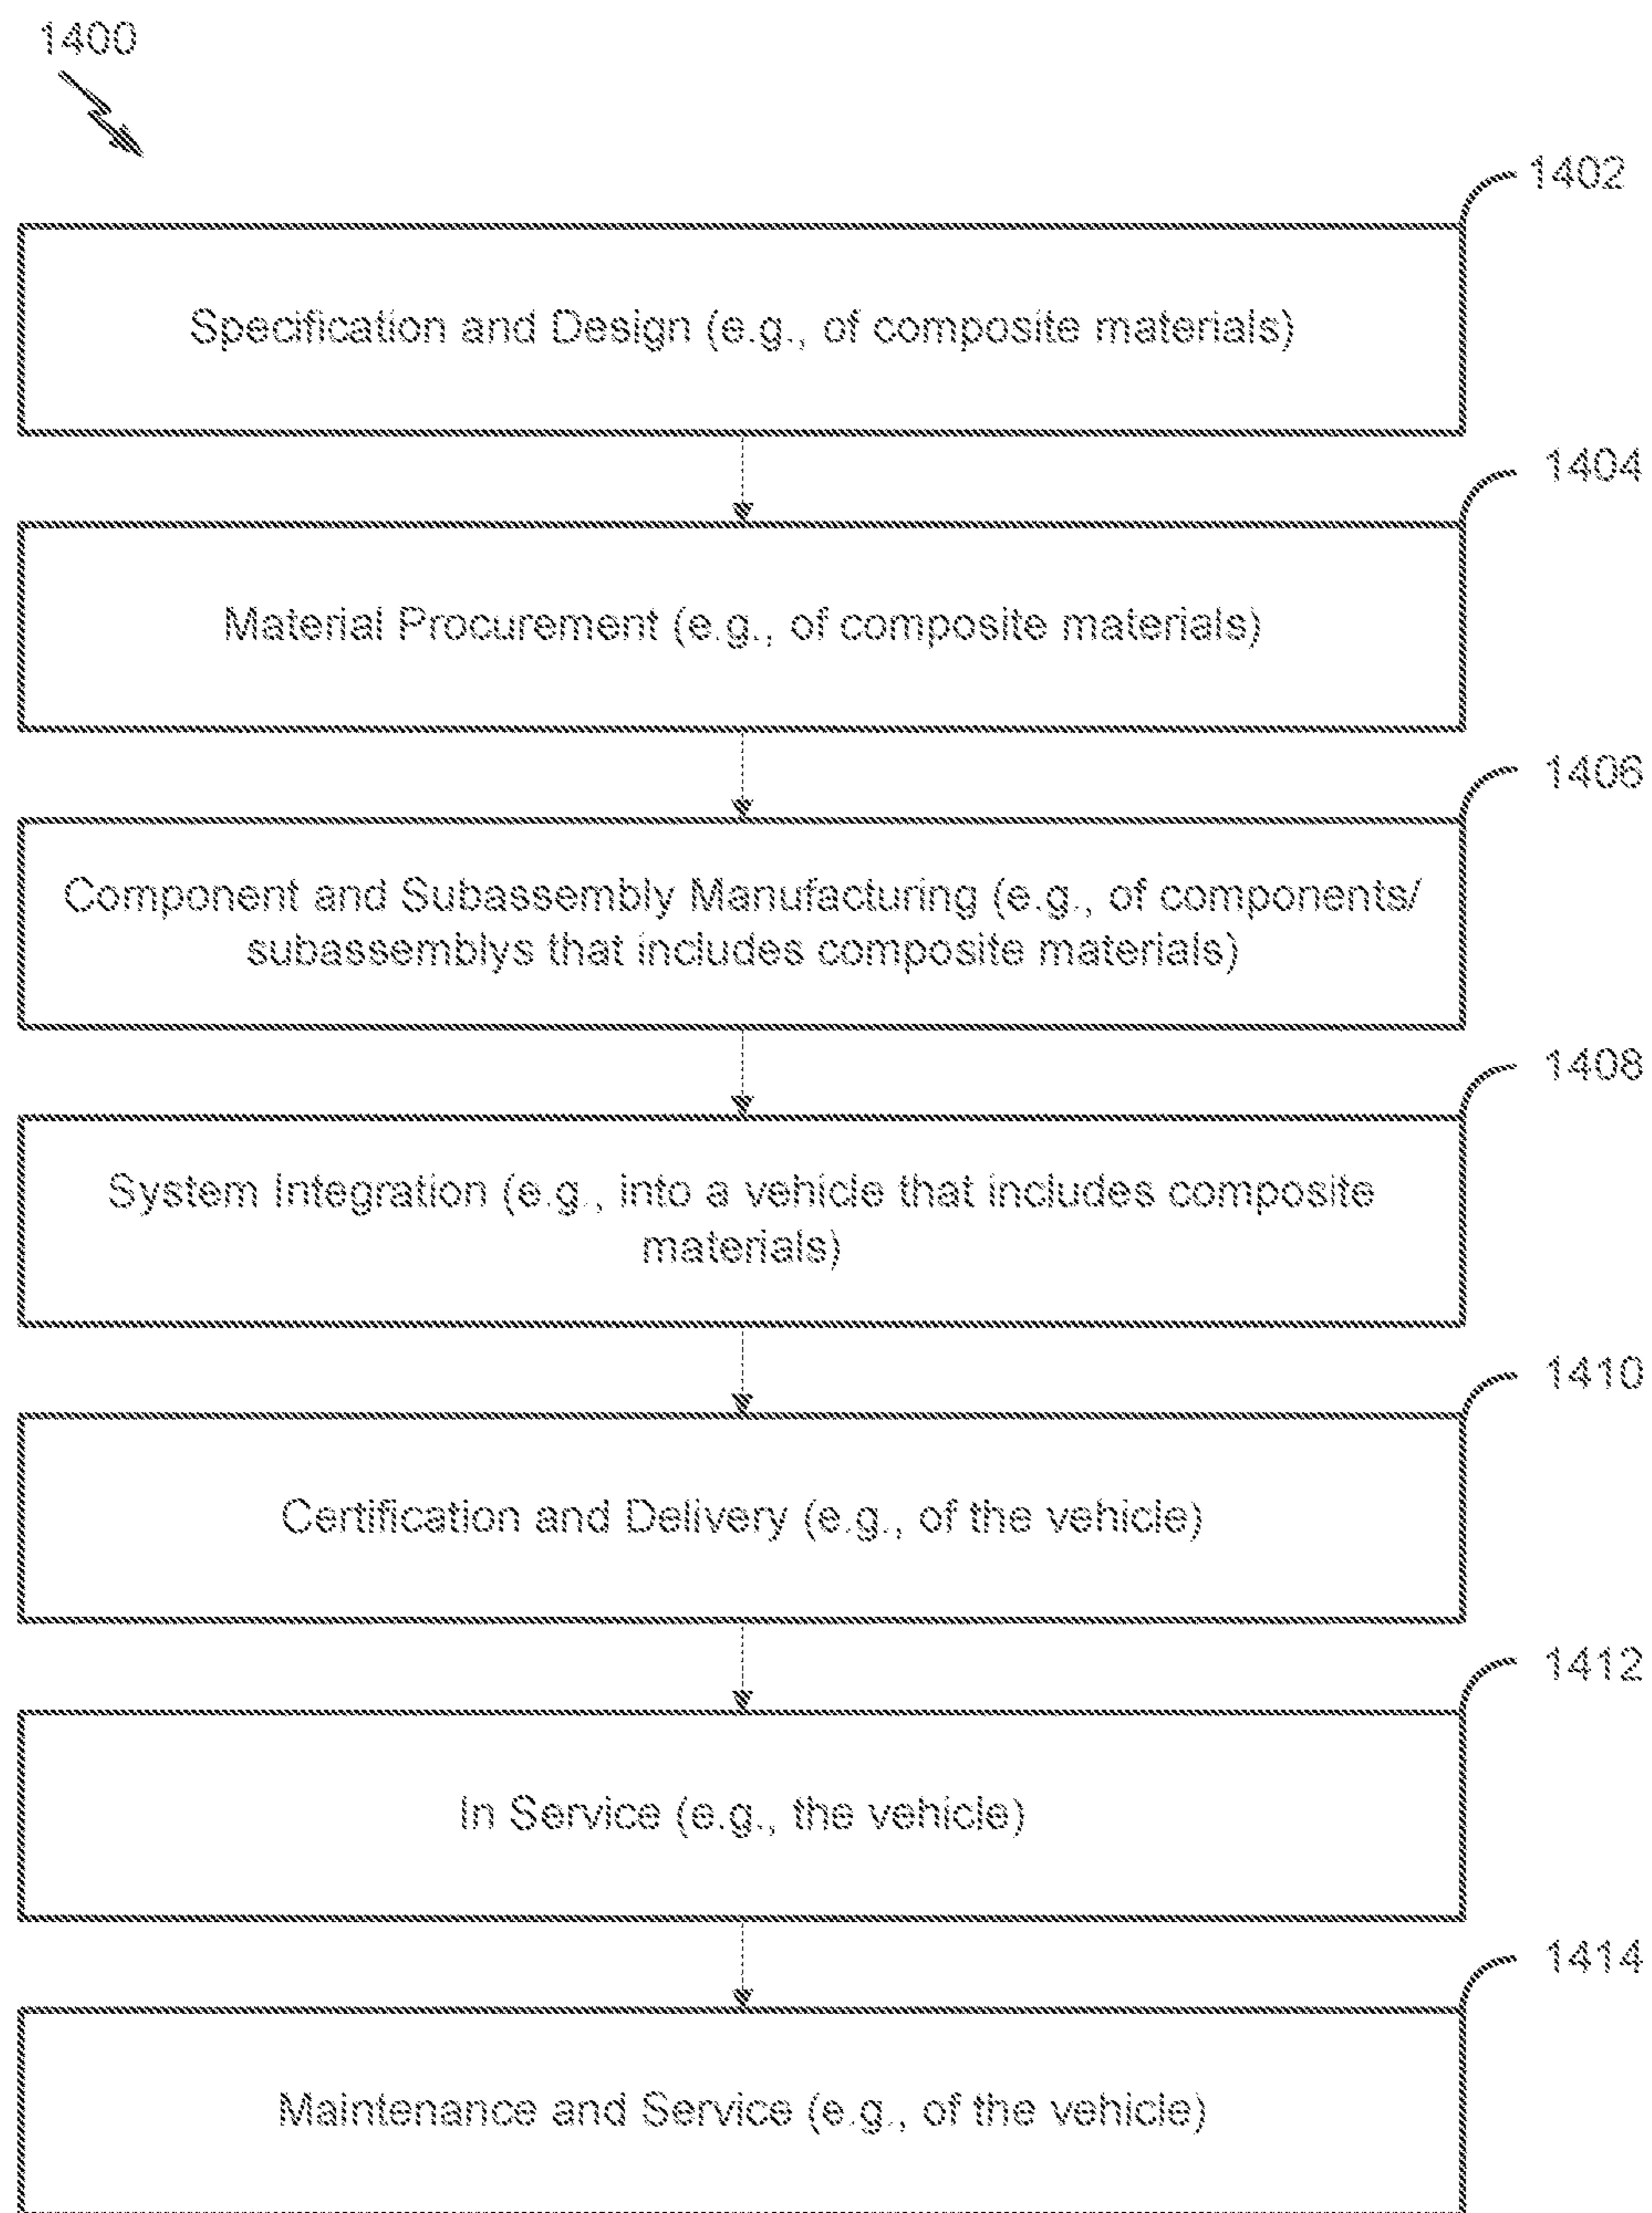 1400
1402
Specification and Design (e.g., of composite materials)
1404
Material Procurement (e.g., of composite materials)
1406
Component and Subassembly Manufacturing (e.g., of components/
subassemblys that includes composite materials)
1408
System Integration (e.g., into a vehicle that includes composite
materials)
1410
Certification and Delivery (e.g., of the vehicle)
1412
In Service (e.g., the vehicle)
1414
Maintenance and Service (e.g., of the vehicle)